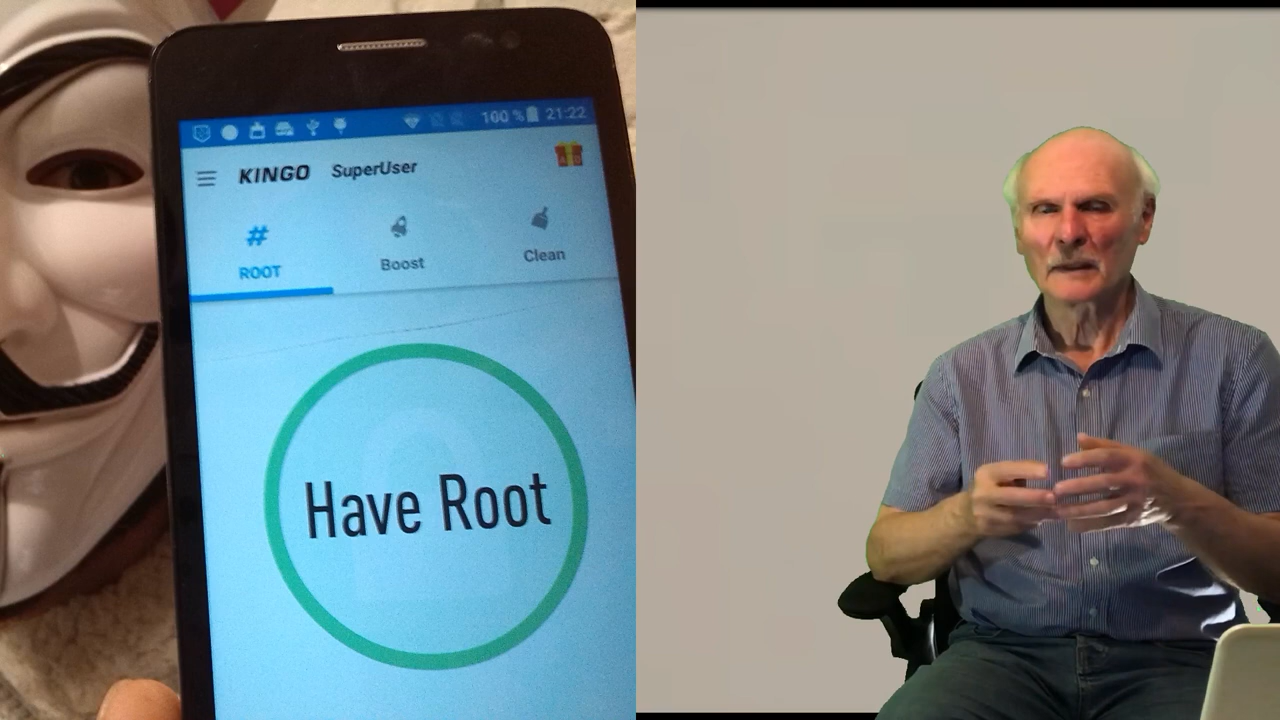 100 % 21:22
KINGO SuperUser
# ROOT
Boost
Clean
Have Root